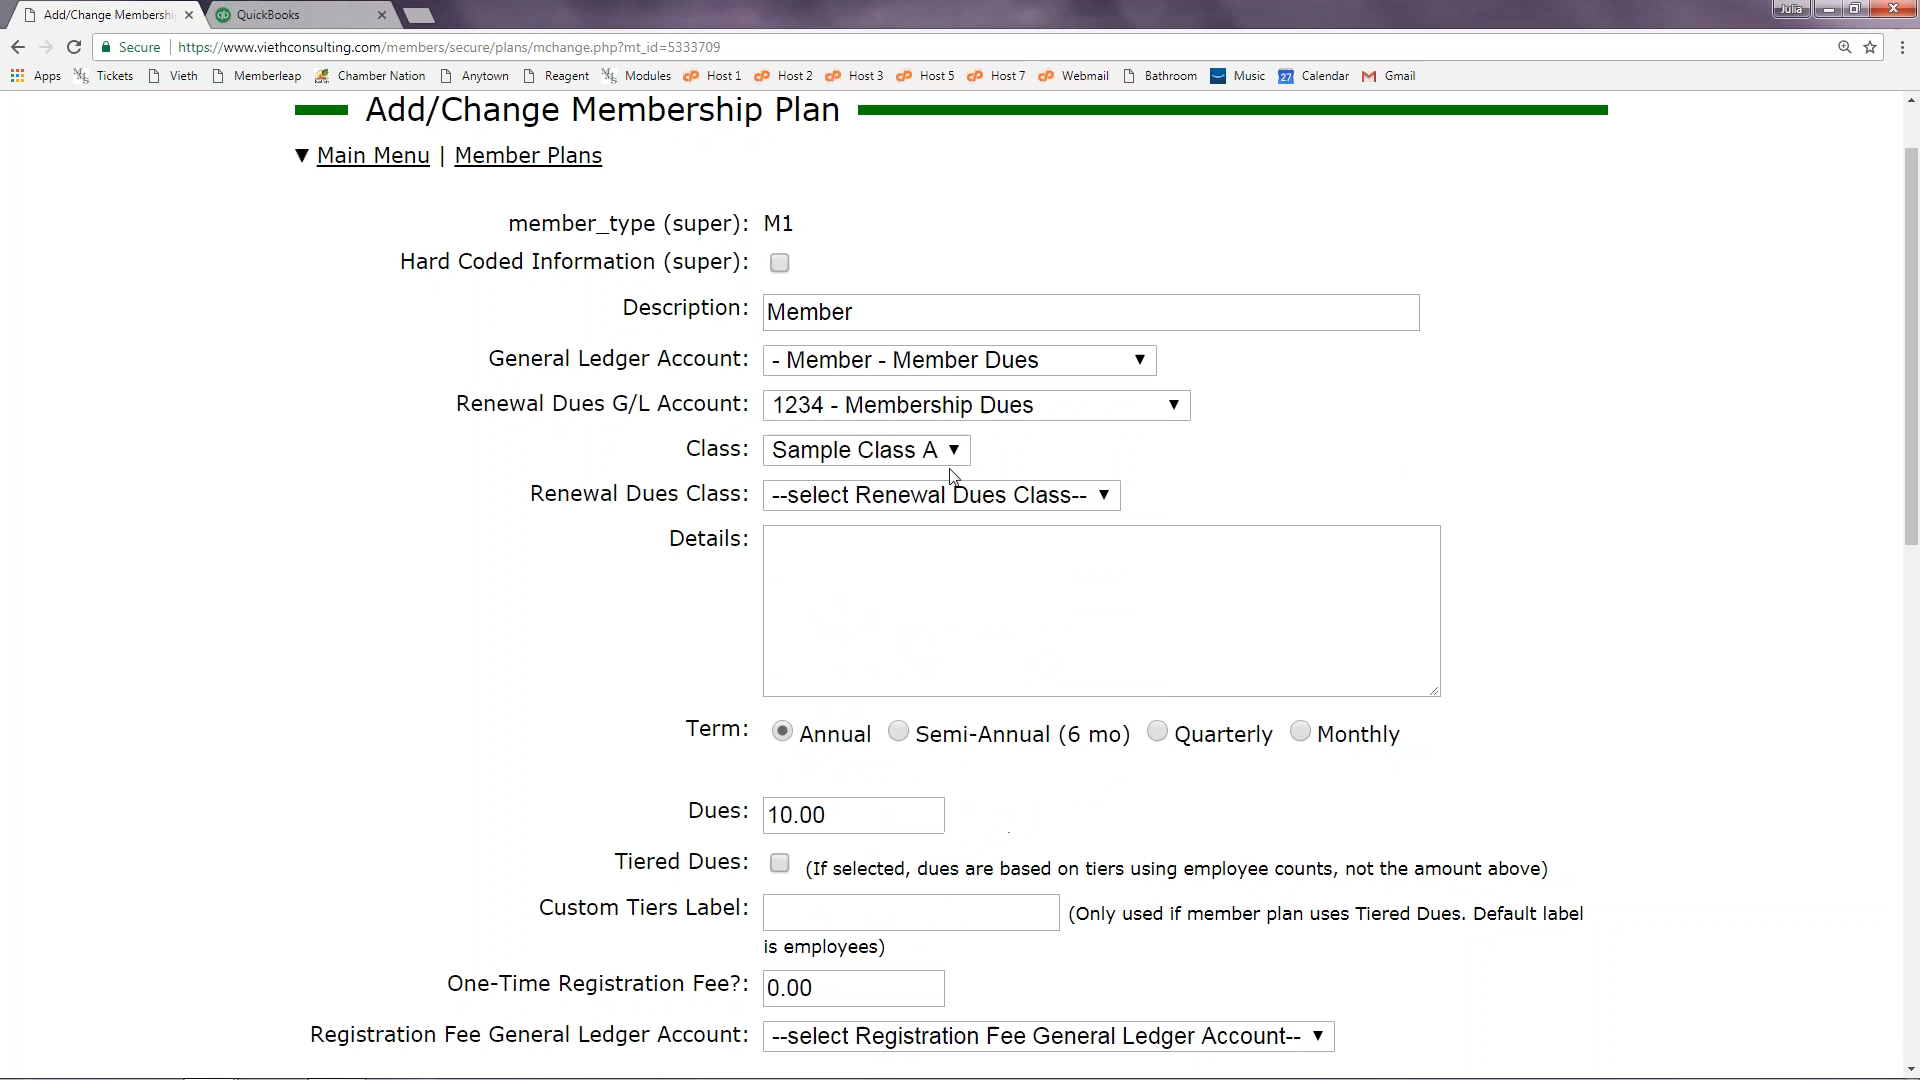 Add/Change Membershi
QuickBooks
Julia
Secure https://www.viethconsulting.com/members/secure/plans/mchange.php?mt_id=5333709
Apps Tickets Vieth Memberleap Chamber Nation Anytown Reagent Modules Host 1 Host 2 Host 3 Host 5 Host 7 Webmail Bathroom Music 27 Calendar Gmail
Add/Change Membership Plan
▼ Main Menu | Member Plans
member_type (super): M1
Hard Coded Information (super):
Description: Member
General Ledger Account: - Member - Member Dues
Renewal Dues G/L Account: 1234 - Membership Dues
Class: Sample Class A
Renewal Dues Class: --select Renewal Dues Class--
Details:
Term: Annual Semi-Annual (6 mo) Quarterly Monthly
Dues: 10.00
Tiered Dues: (If selected, dues are based on tiers using employee counts, not the amount above)
Custom Tiers Label: (Only used if member plan uses Tiered Dues. Default label
is employees)
One-Time Registration Fee?: 0.00
Registration Fee General Ledger Account: --select Registration Fee General Ledger Account--